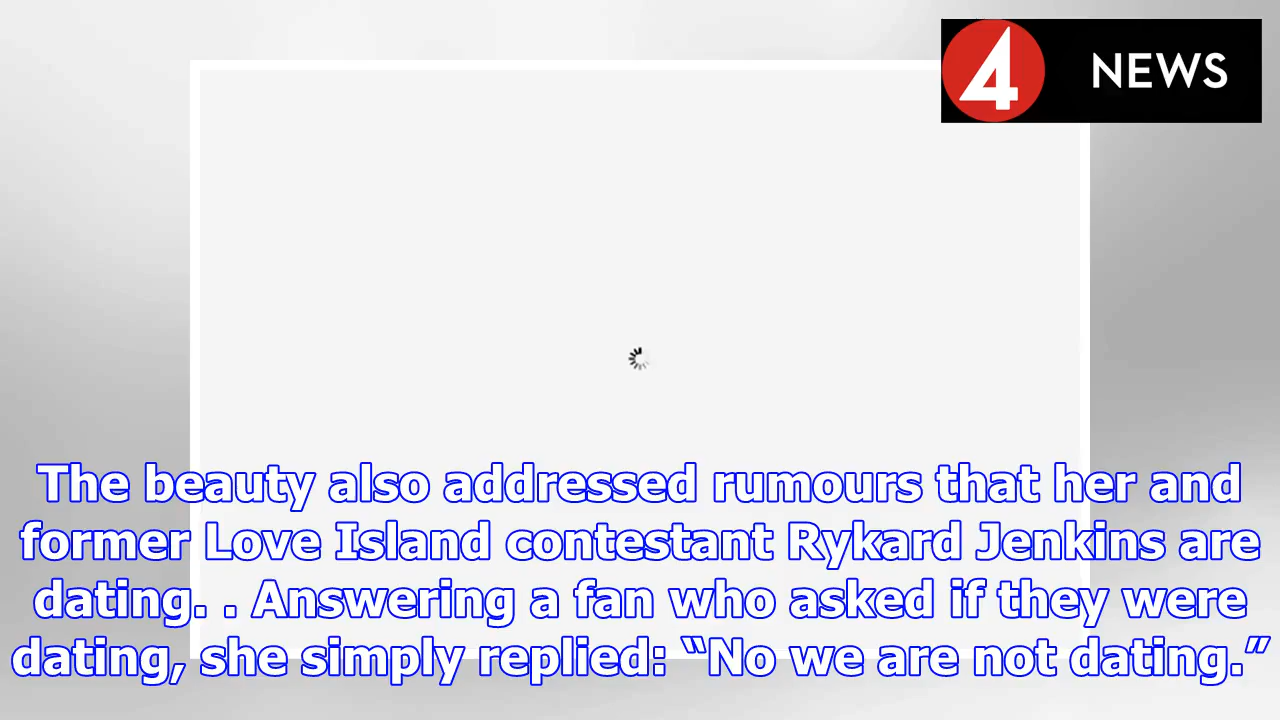 4 NEWS
The beauty also addressed rumours that her and
former Love Island contestant Rykard Jenkins are
dating. . Answering a fan who asked if they were
dating, she simply replied: “No we are not dating.”